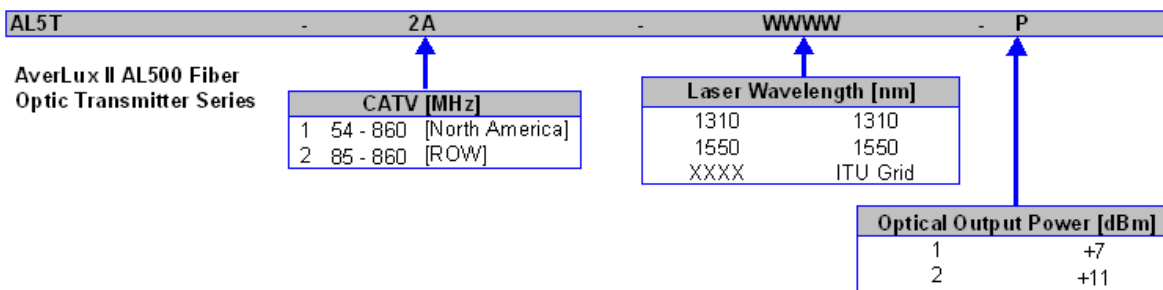 AL5T - 2A - WWWW - P
AverLux II AL500 Fiber
Optic Transmitter Series
CATV [MHz]
1 54 - 860 [North America]
2 85 - 860 [ROW]
Laser Wavelength [nm]
1310 1310
1550 1550
XXXX ITU Grid
Optical Output Power [dBm]
1 +7
2 +11